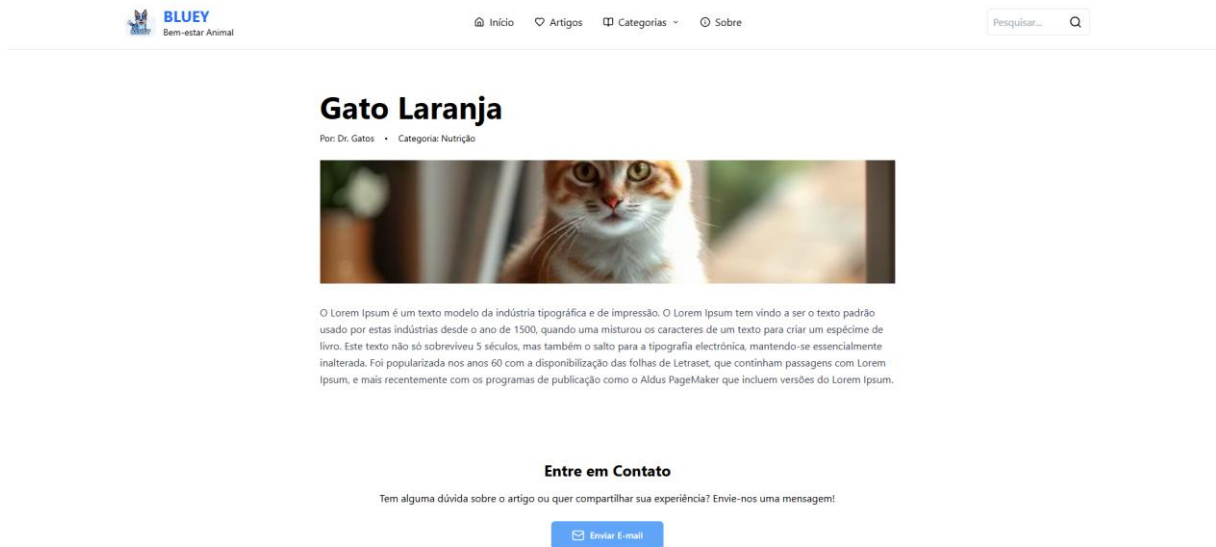 BLUEY
Bem-estar Animal
Início
Artigos
Categorias
Sobre
Pesquisar...
Gato Laranja
Por: Dr. Gatos • Categoria: Nutrição
O Lorem Ipsum é um texto modelo da indústria tipográfica e de impressão. O Lorem Ipsum tem vindo a ser o texto padrão
usado por estas indústrias desde o ano de 1500, quando uma misturou os caracteres de um texto para criar um espécime de
livro. Este texto não só sobreviveu 5 séculos, mas também o salto para a tipografia electrónica, mantendo-se essencialmente
inalterada. Foi popularizada nos anos 60 com a disponibilização das folhas de Letraset, que continham passagens com Lorem
Ipsum, e mais recentemente com os programas de publicação como o Aldus PageMaker que incluem versões do Lorem Ipsum.
Entre em Contato
Tem alguma dúvida sobre o artigo ou quer compartilhar sua experiência? Envie-nos uma mensagem!
Enviar E-mail